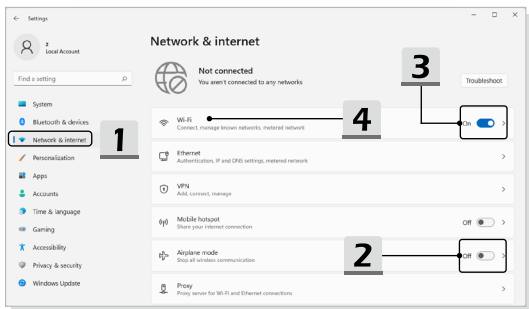 Settings
z
Local Account
Find a setting
System
Bluetooth & devices
Network & internet
1
Personalization
Apps
Accounts
Time & language
Gaming
Accessibility
Privacy & security
Windows Update
Network & internet
Not connected
You aren't connected to any networks
3
Troubleshoot
Wi-Fi
Connect, manage known networks, metered network
4
On
Ethernet
Authentication, IP and DNS settings, metered network
VPN
Add, connect, manage
Mobile hotspot
Share your internet connection
Off
Airplane mode
Stop all wireless communication
2
Off
Proxy
Proxy server for Wi-Fi and Ethernet connections